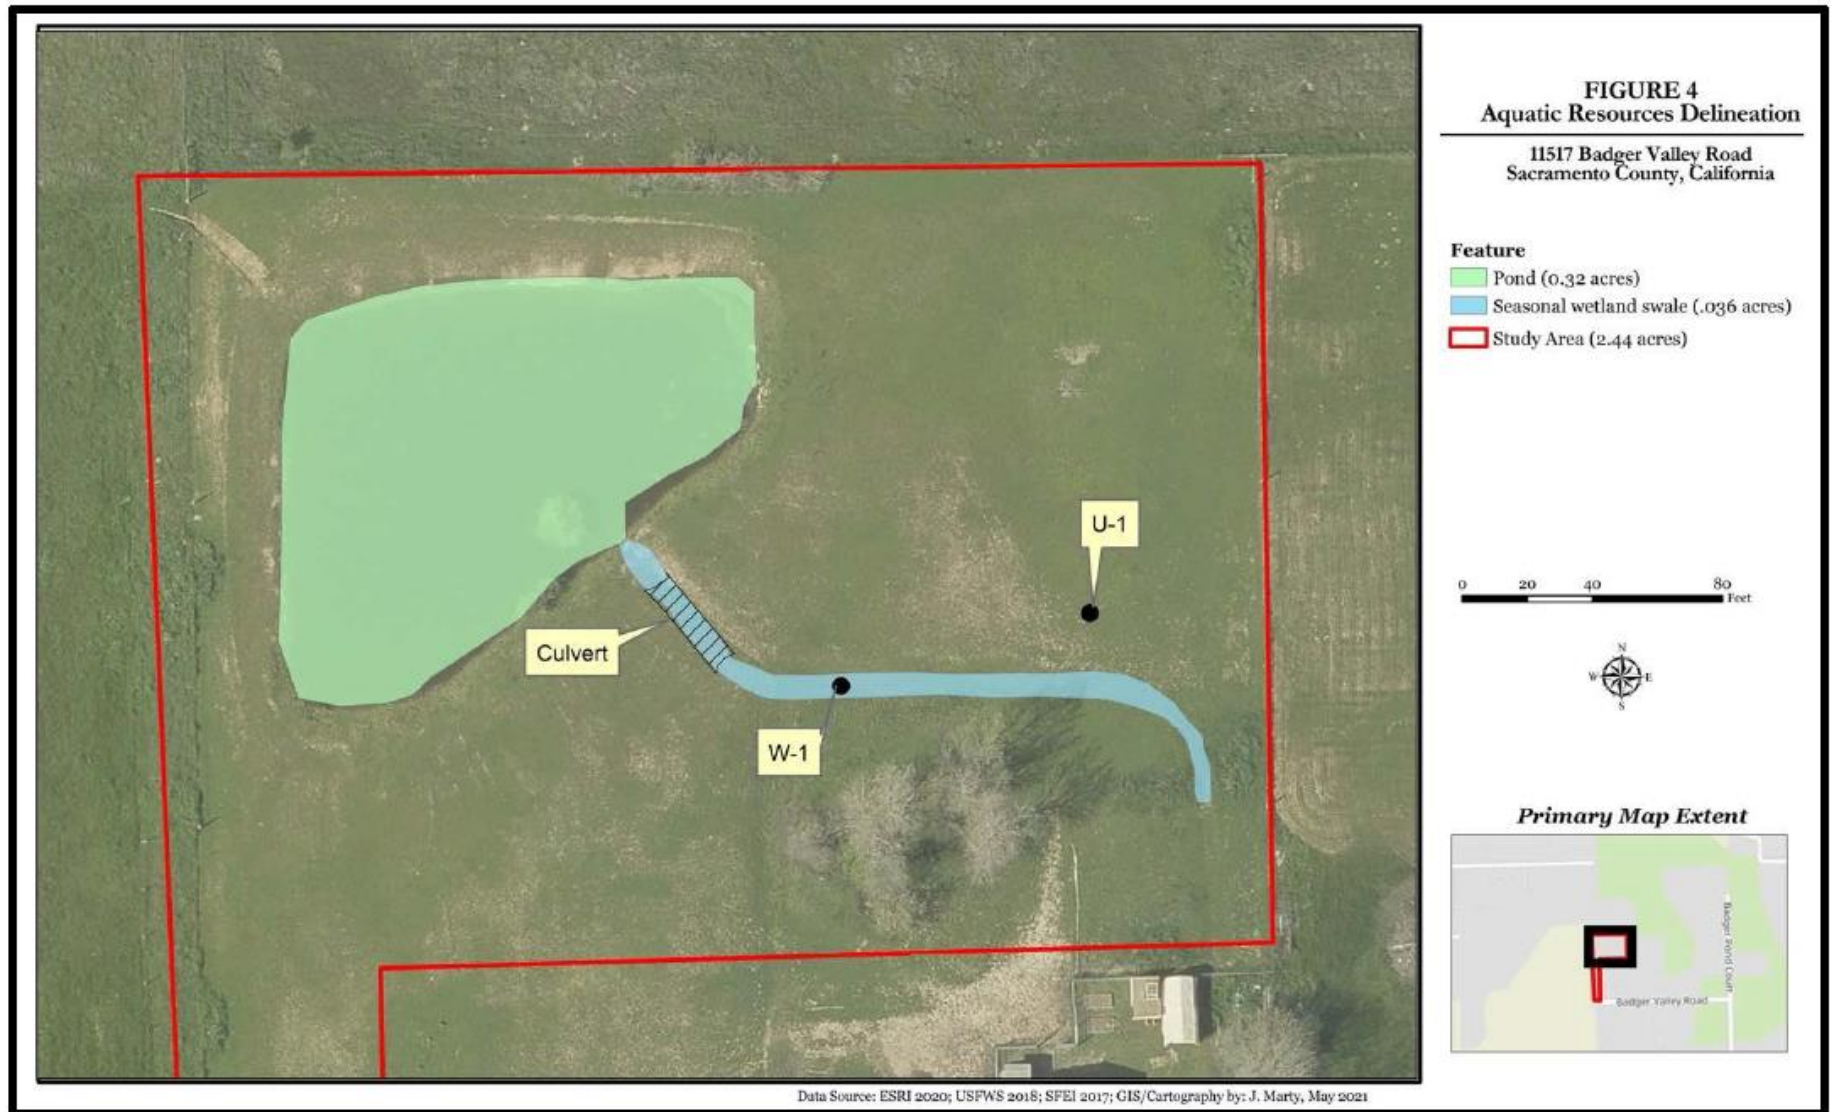 FIGURE 4
Aquatic Resources Delineation
11517 Badger Valley Road
Sacramento County, California
Feature
Pond (0.32 acres)
Seasonal wetland swale (.036 acres)
Study Area (2.44 acres)
U-1
Culvert
W-1
0 20 40 80
Feet
N
W E
S
Primary Map Extent
Badger Pond Court
Badger Valley Road
Data Source: ESRI 2020; USFWS 2018; SFEI 2017; GIS/Cartography by: J. Marty, May 2021